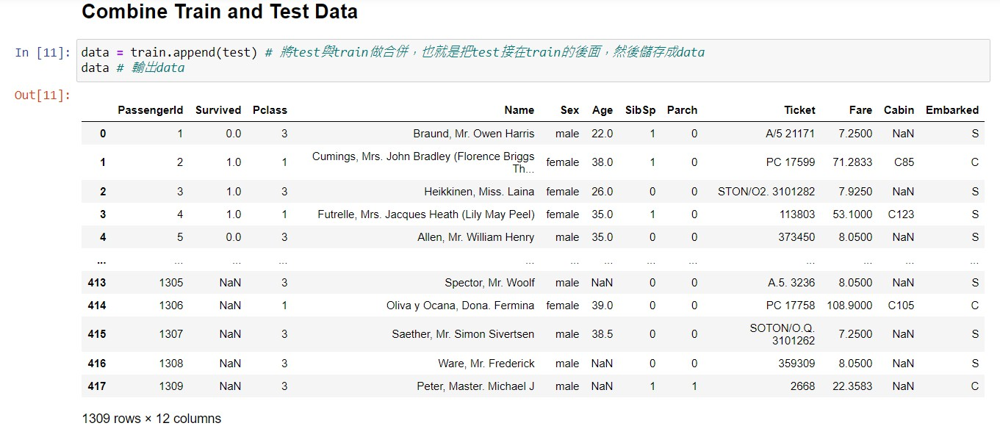 Combine Train and Test Data
In [11]: data = train.append(test) # 將test與train做合併，也就是把test接在train的後面，然後儲存成data
data # 輸出data
Out[11]:
PassengerId Survived Pclass Name Sex Age SibSp Parch Ticket Fare Cabin Embarked
0 1 0.0 3 Braund, Mr. Owen Harris male 22.0 1 0 A/5 21171 7.2500 NaN S
1 2 1.0 1 Cumings, Mrs. John Bradley (Florence Briggs Th... female 38.0 1 0 PC 17599 71.2833 C85 C
2 3 1.0 3 Heikkinen, Miss. Laina female 26.0 0 0 STON/O2. 3101282 7.9250 NaN S
3 4 1.0 1 Futrelle, Mrs. Jacques Heath (Lily May Peel) female 35.0 1 0 113803 53.1000 C123 S
4 5 0.0 3 Allen, Mr. William Henry male 35.0 0 0 373450 8.0500 NaN S
... ... ... ... ... ... ... ... ... ... ... ... ...
413 1305 NaN 3 Spector, Mr. Woolf male NaN 0 0 A.5. 3236 8.0500 NaN S
414 1306 NaN 1 Oliva y Ocana, Dona. Fermina female 39.0 0 0 PC 17758 108.9000 C105 C
415 1307 NaN 3 Saether, Mr. Simon Sivertsen male 38.5 0 0 SOTON/O.Q. 3101262 7.2500 NaN S
416 1308 NaN 3 Ware, Mr. Frederick male NaN 0 0 359309 8.0500 NaN S
417 1309 NaN 3 Peter, Master. Michael J male NaN 1 1 2668 22.3583 NaN C
1309 rows × 12 columns